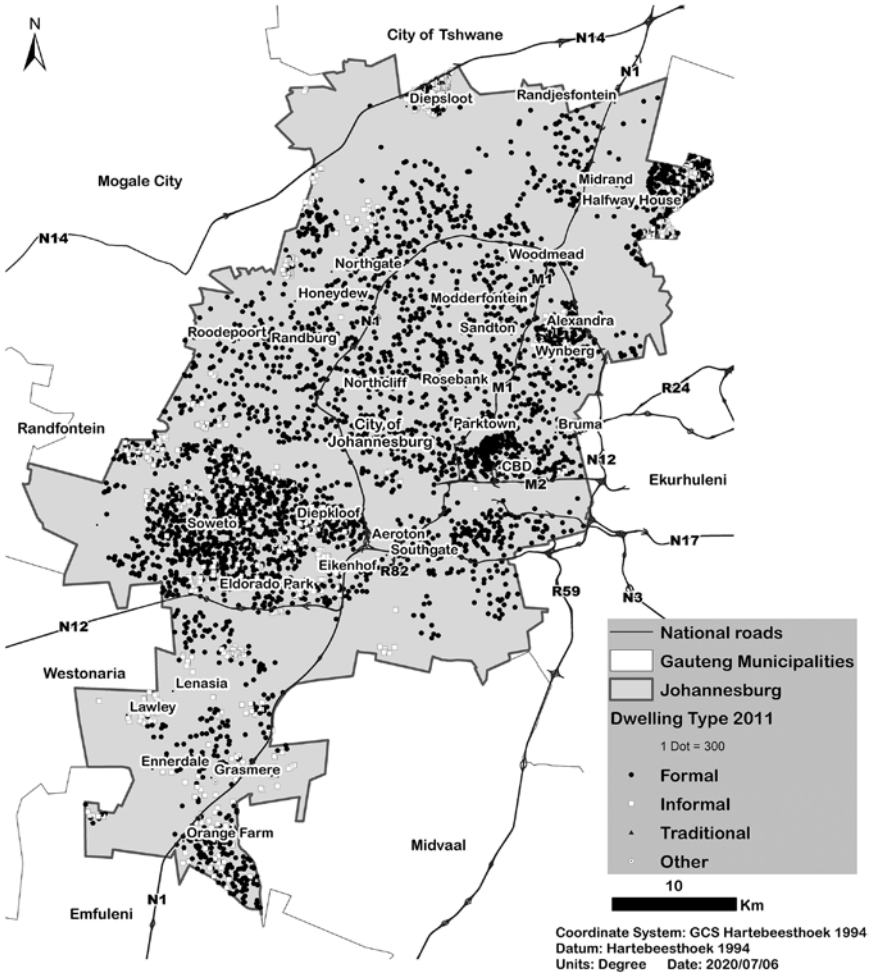 N
City of Tshwane
N14
N1
Diepsloot
Randjesfontein
Mogale City
Midrand
Halfway House
N14
Woodmead
Northgate
M1
Honeydew
Modderfontein
N1
Alexandra
Sandton
Roodepoort
Randburg
Wynberg
Northcliff
Rosebank
M1
R24
Randfontein
City of
Johannesburg
Parktown
Bruma
CBD
N12
M2
Ekurhuleni
Soweto
Diepkloof
Aeroton
N17
Southgate
Eikenhof
R82
Eldorado Park
R59
N3
N12
Westonaria
Lenasia
Lawley
Ennerdale
Grasmere
Orange Farm
Midvaal
N1
Emfuleni
National roads
Gauteng Municipalities
Johannesburg
Dwelling Type 2011
1 Dot = 300
Formal
Informal
Traditional
Other
10
Km
Coordinate System: GCS Hartebeesthoek 1994
Datum: Hartebeesthoek 1994
Units: Degree Date: 2020/07/06